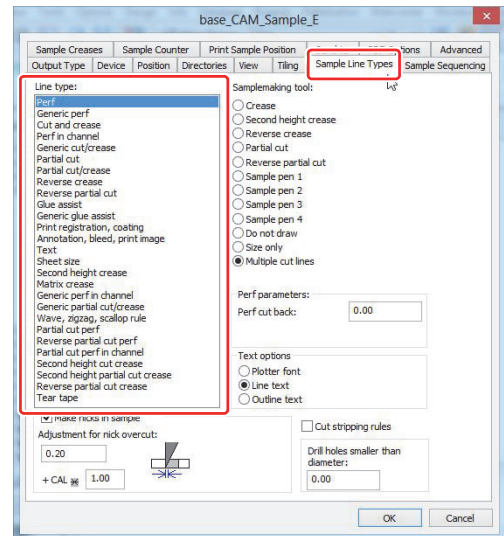 base_CAM_Sample_E
Sample Creases Sample Counter Print Sample Position Options Advanced
Output Type Device Position Directories View Tiling Sample Line Types Sample Sequencing
Line type:
Perf
Generic perf
Cut and crease
Perf in channel
Generic cut/crease
Partial cut
Partial cut/crease
Reverse crease
Reverse partial cut
Glue assist
Generic glue assist
Print registration, coating
Annotation, bleed, print image
Text
Sheet size
Second height crease
Matrix crease
Generic perf in channel
Generic partial cut/crease
Wave, zigzag, scallop rule
Partial cut perf
Reverse partial cut perf
Partial cut perf in channel
Second height cut crease
Second height partial cut crease
Reverse partial cut crease
Tear tape
Samplemaking tool:
Crease
Second height crease
Reverse crease
Partial cut
Reverse partial cut
Sample pen 1
Sample pen 2
Sample pen 3
Sample pen 4
Do not draw
Size only
Multiple cut lines
Perf parameters:
Perf cut back: 0.00
Text options
Plotter font
Line text
Outline text
Make nicks in sample
Adjustment for nick overcut:
0.20
+ CAL * 1.00
Cut stripping rules
Drill holes smaller than
diameter:
0.00
OK Cancel